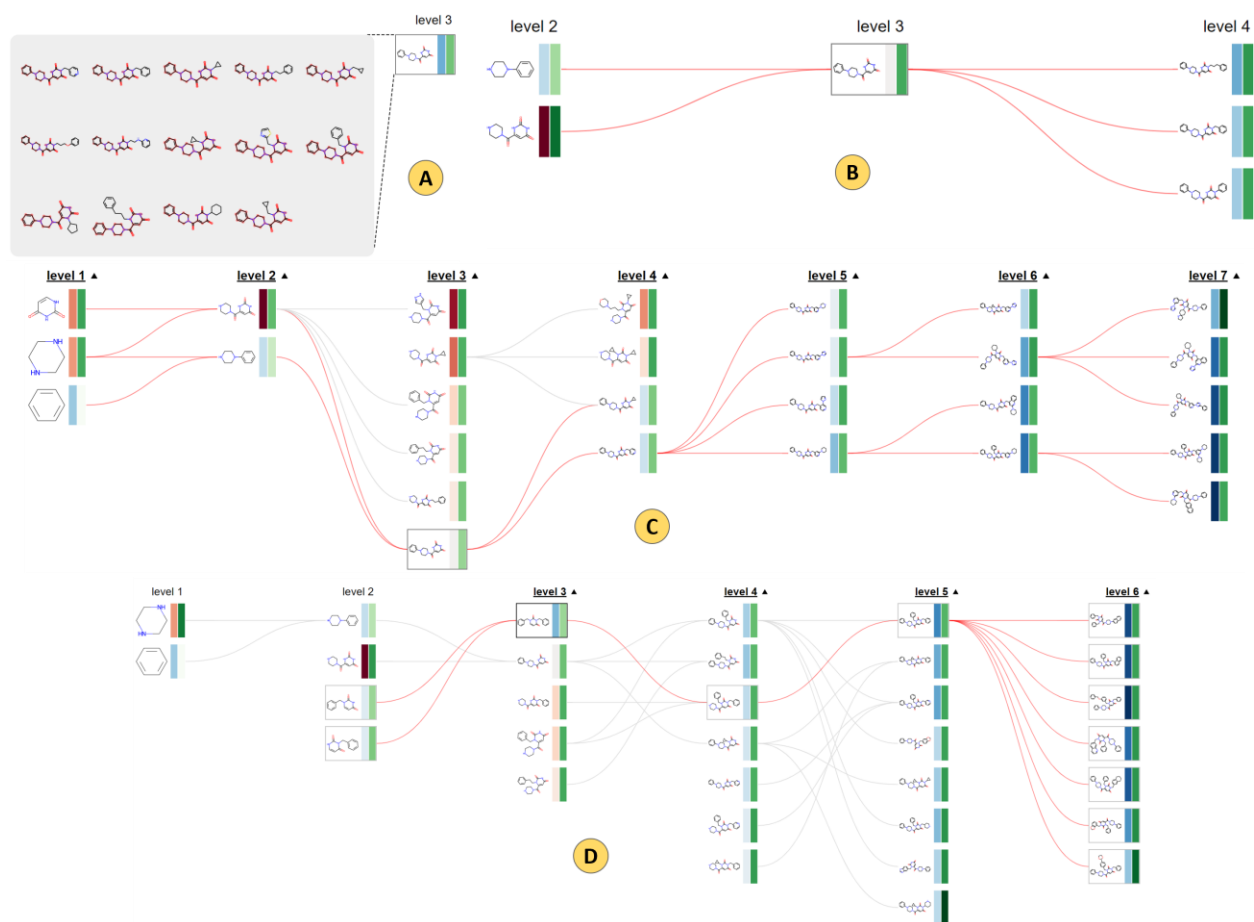 level 3
level 2
level 3
level 4
A
B
level 1 ▲
level 2 ▲
level 3 ▲
level 4 ▲
level 5 ▲
level 6 ▲
level 7 ▲
NH
HN
C
level 1
level 2
level 3 ▲
level 4 ▲
level 5 ▲
level 6 ▲
NH
HN
D